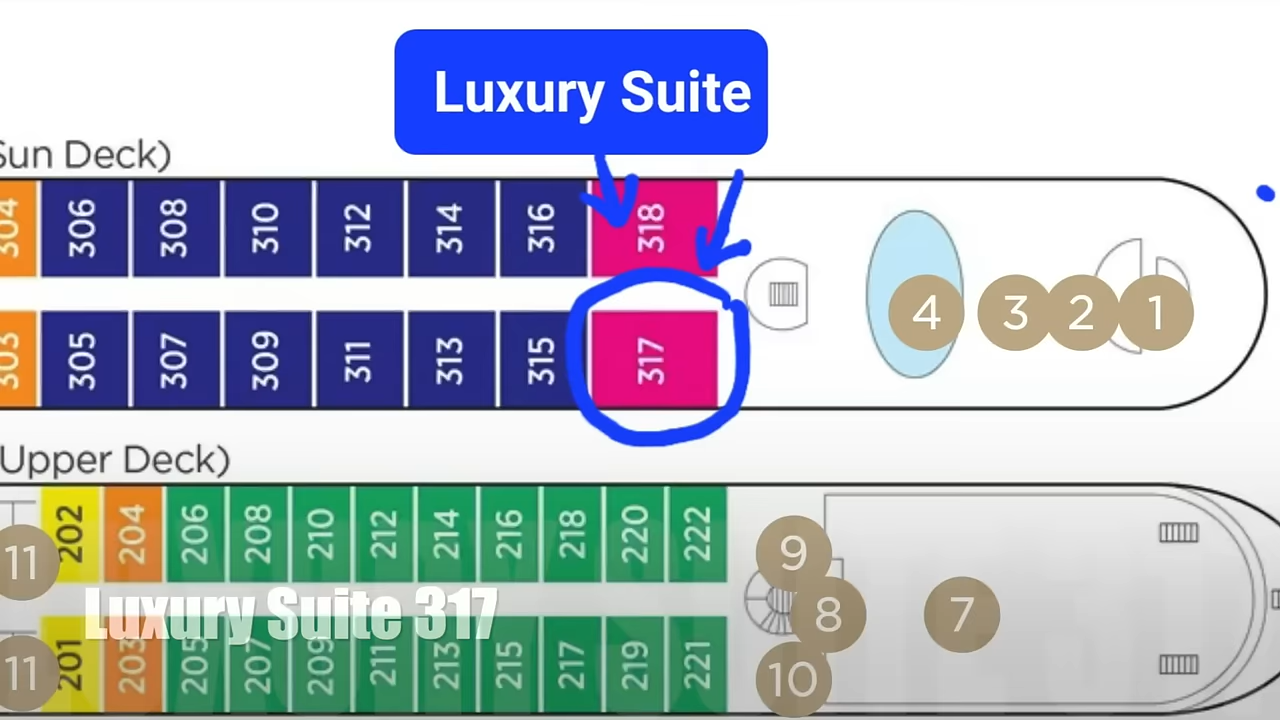 Luxury Suite
Sun Deck)
304 306 308 310 312 314 316 318
4 3 2 1
303 305 307 309 311 313 315 317
Upper Deck)
202 204 206 208 210 212 214 216 218 220 222
11
9
8
7
Luxury Suite 317
11
201 203 205 207 209 211 213 215 217 219 221
10